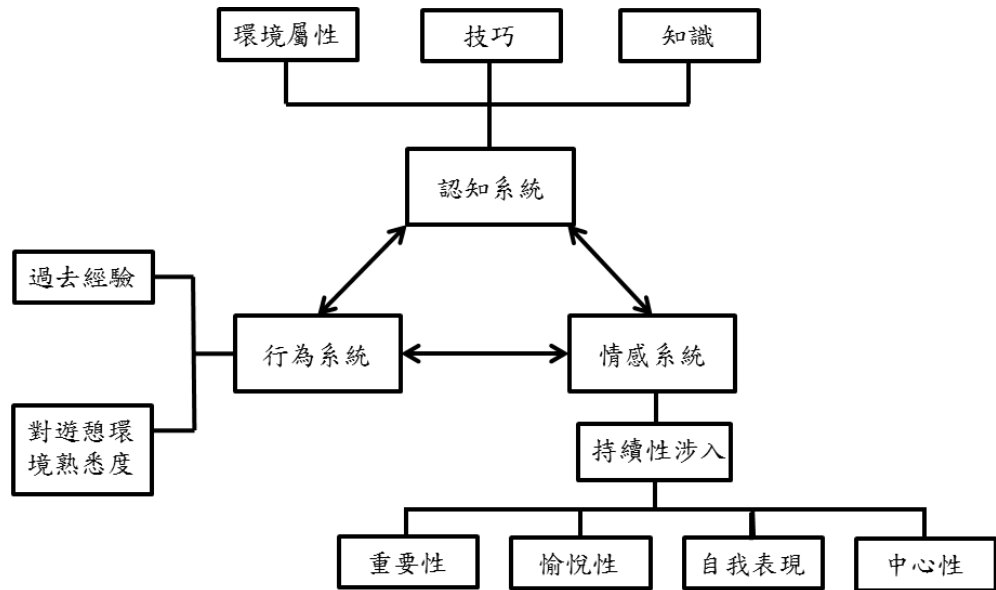 環境屬性
技巧
知識
認知系統
過去經驗
行為系統
情感系統
對遊憩環
境熟悉度
持續性涉入
重要性
愉悅性
自我表現
中心性